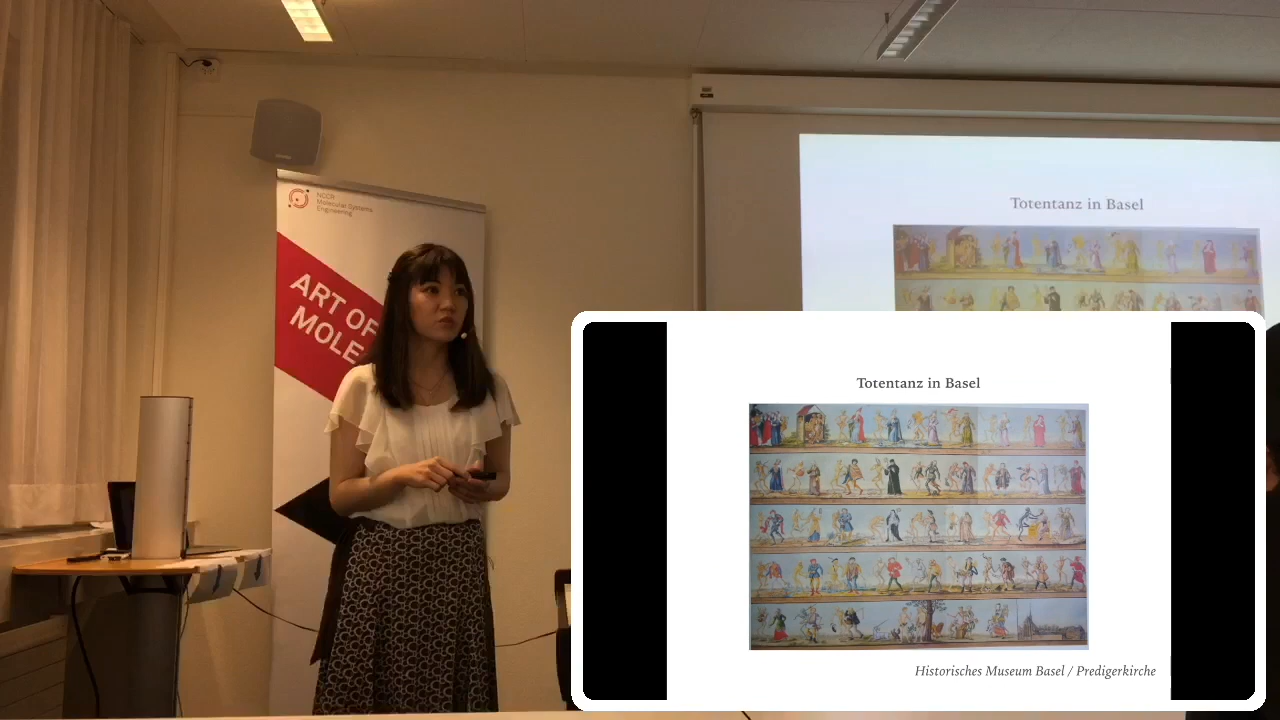 NCCR
Molecular Systems
Engineering
ART OF
MOLE
Totentanz in Basel
Totentanz in Basel
Historisches Museum Basel / Predigerkirche